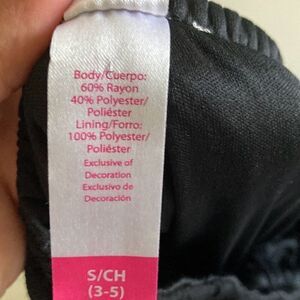 Body/Cuerpo:
60% Rayon
40% Polyester/
Poliéster
Lining/Forro:
100% Polyester/
Poliéster
Exclusive of
Decoration
Exclusivo de
Decoración
S/CH
(3-5)